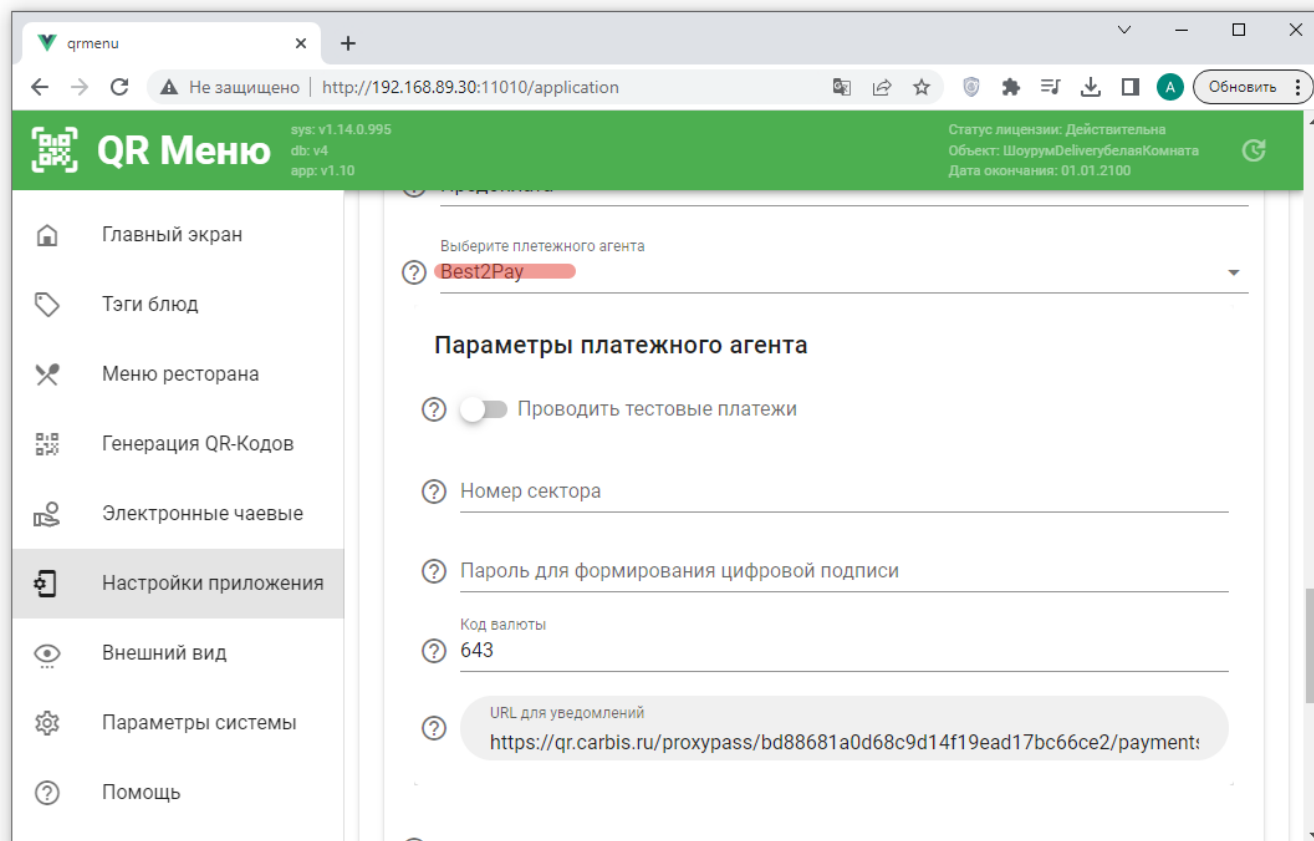 qrmenu
Не защищено
http://192.168.89.30:11010/application
A
Обновить
QR Меню
sys: v1.14.0.995
db: v4
app: v1.10
Статус лицензии: Действительна
Объект: ШоурумDeliveryбелаяКомната
Дата окончания: 01.01.2100
Главный экран
Тэги блюд
Меню ресторана
Генерация QR-Кодов
Электронные чаевые
Настройки приложения
Внешний вид
Параметры системы
Помощь
Выберите плетежного агента
Best2Pay
Параметры платежного агента
Проводить тестовые платежи
Номер сектора
Пароль для формирования цифровой подписи
Код валюты
643
URL для уведомлений
https://qr.carbis.ru/proxypass/bd88681a0d68c9d14f19ead17bc66ce2/payments